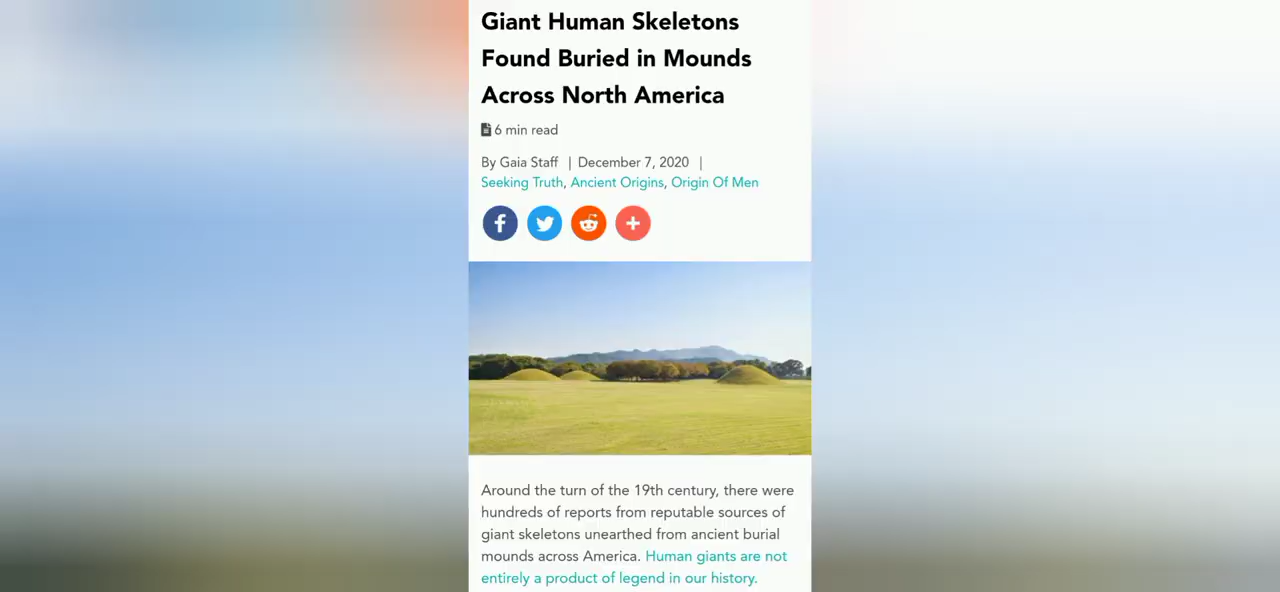 Giant Human Skeletons
Found Buried in Mounds
Across North America
6 min read
By Gaia Staff | December 7, 2020 |
Seeking Truth, Ancient Origins, Origin Of Men
Around the turn of the 19th century, there were
hundreds of reports from reputable sources of
giant skeletons unearthed from ancient burial
mounds across America. Human giants are not
entirely a product of legend in our history.